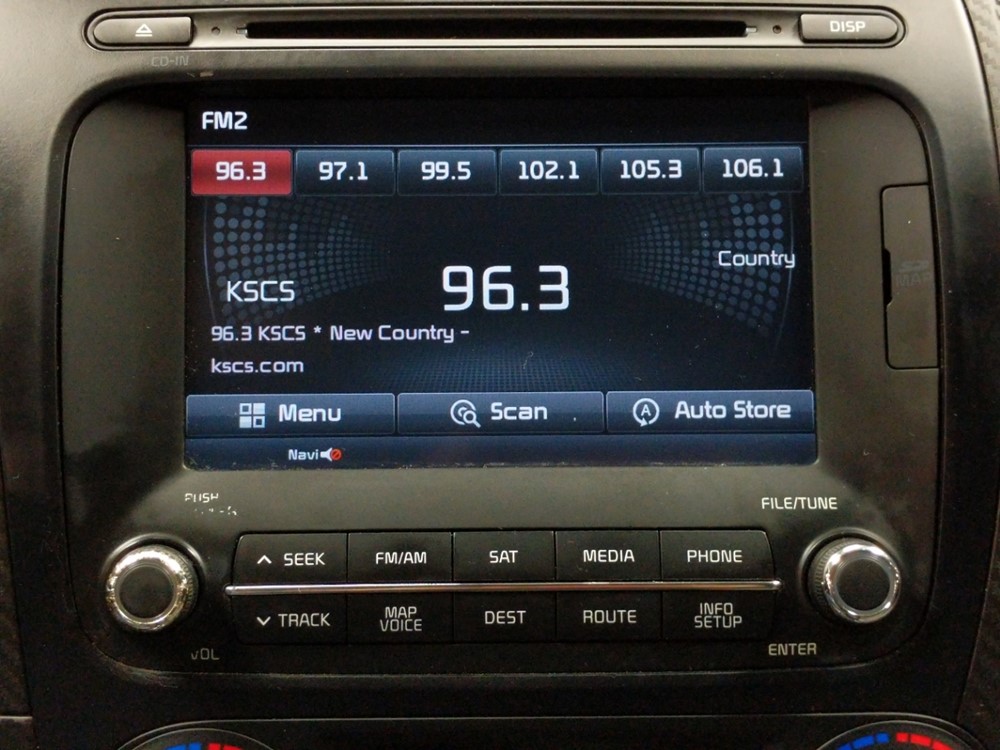 DISP
CD-IN
FM2
96.3 97.1 99.5 102.1 105.3 106.1
Country
KSCS 96.3
96.3 KSCS * New Country -
kscs.com
Menu Scan Auto Store
Navi
PUSH FILE/TUNE
SEEK FM/AM SAT MEDIA PHONE
TRACK MAP VOICE DEST ROUTE INFO SETUP
VOL ENTER